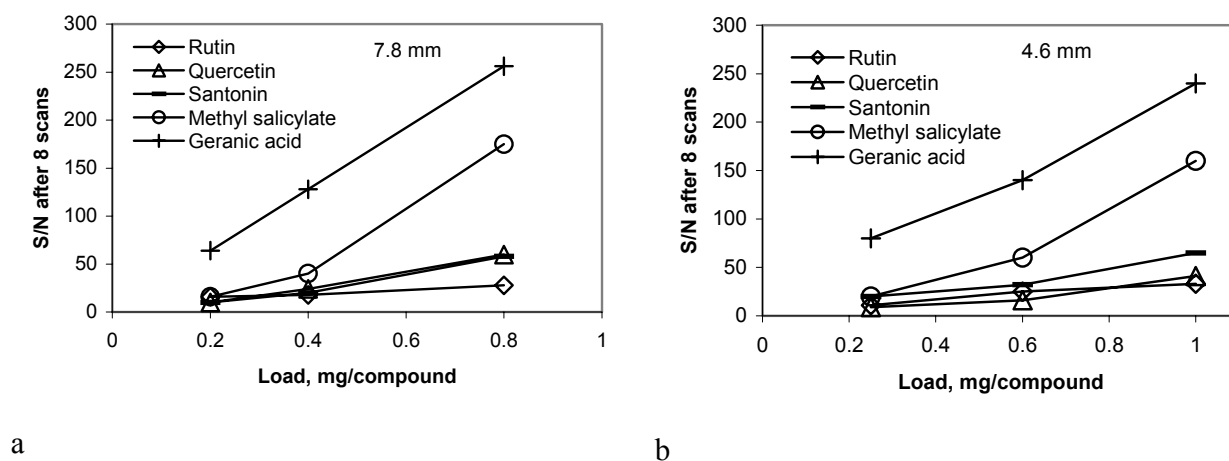 300
250
200
150
100
50
0
S/N after 8 scans
Rutin
Quercetin
Santonin
Methyl salicylate
Geranic acid
7.8 mm
0 0.2 0.4 0.6 0.8 1
Load, mg/compound
a
300
250
200
150
100
50
0
S/N after 8 scans
Rutin
Quercetin
Santonin
Methyl salicylate
Geranic acid
4.6 mm
0 0.2 0.4 0.6 0.8 1
Load, mg/compound
b